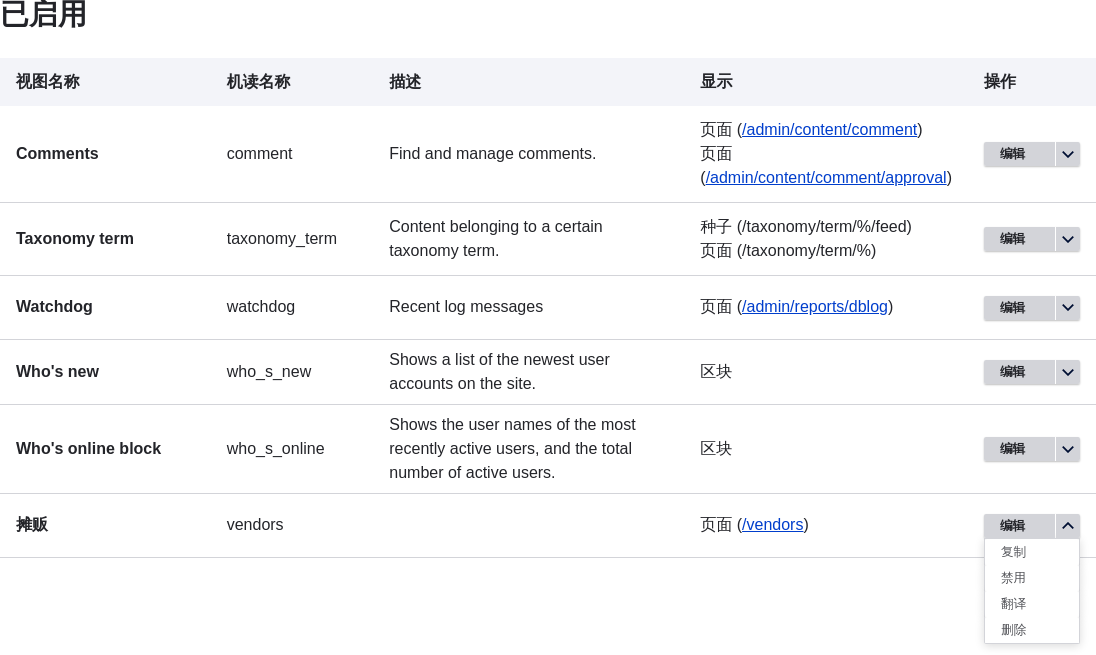 已启用
视图名称 机读名称 描述 显示 操作
Comments comment Find and manage comments. 页面 (/admin/content/comment)
页面
(/admin/content/comment/approval) 编辑
Taxonomy term taxonomy_term Content belonging to a certain
taxonomy term. 种子 (/taxonomy/term/%/feed)
页面 (/taxonomy/term/%) 编辑
Watchdog watchdog Recent log messages 页面 (/admin/reports/dblog) 编辑
Who's new who_s_new Shows a list of the newest user
accounts on the site. 区块 编辑
Who's online block who_s_online Shows the user names of the most
recently active users, and the total
number of active users. 区块 编辑
摊贩 vendors 页面 (/vendors) 编辑
复制
禁用
翻译
删除